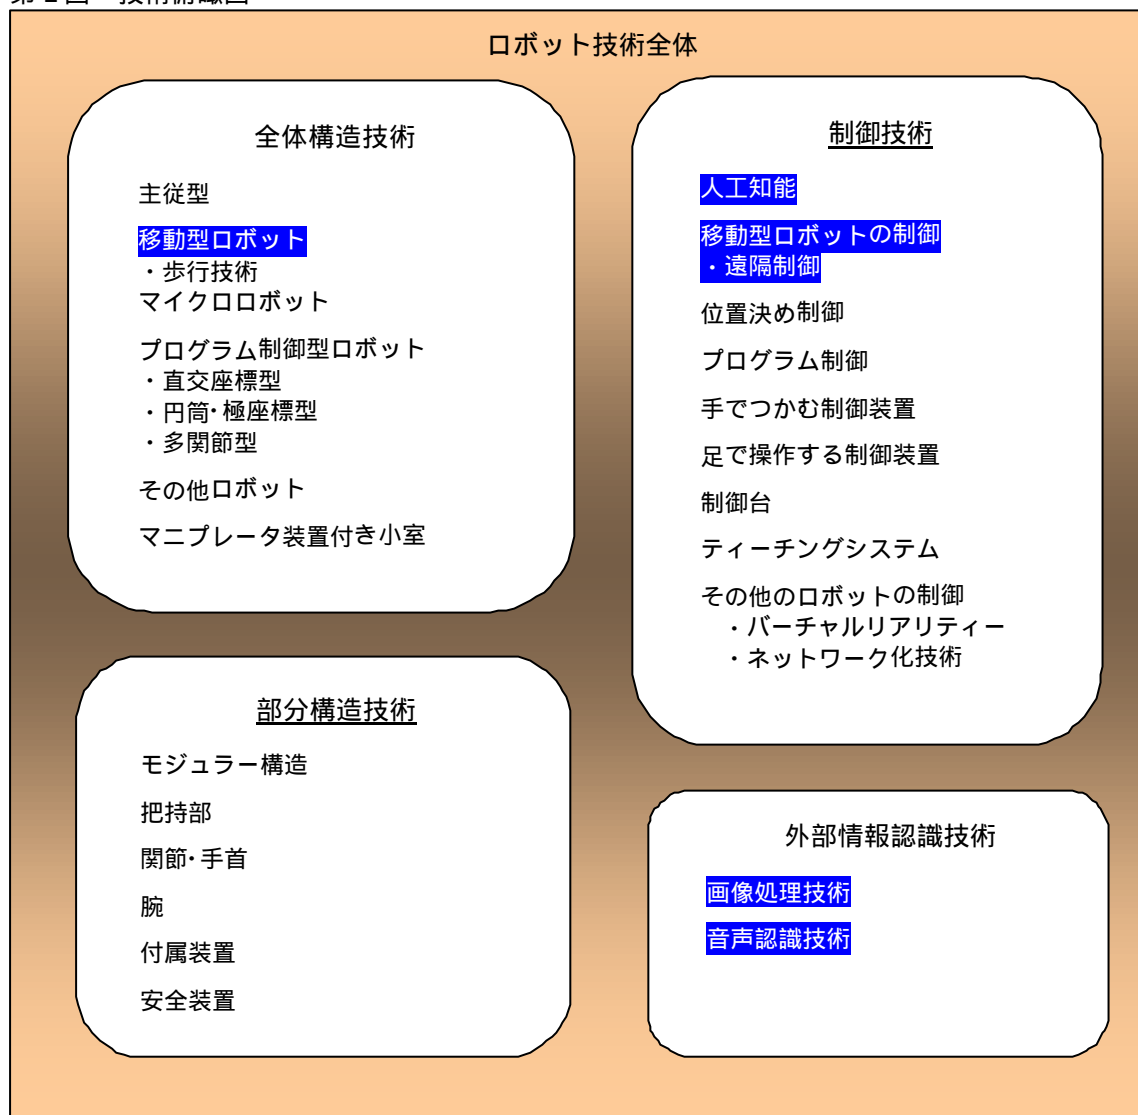 ロボット技術全体
全体構造技術
主従型
移動型ロボット
・歩行技術
マイクロロボット
プログラム制御型ロボット
・直交座標型
・円筒・極座標型
・多関節型
その他ロボット
マニプレータ装置付き小室
制御技術
人工知能
移動型ロボットの制御
・遠隔制御
位置決め制御
プログラム制御
手でつかむ制御装置
足で操作する制御装置
制御台
ティーチングシステム
その他のロボットの制御
・バーチャルリアリティー
・ネットワーク化技術
部分構造技術
モジュラー構造
把持部
関節・手首
腕
付属装置
安全装置
外部情報認識技術
画像処理技術
音声認識技術